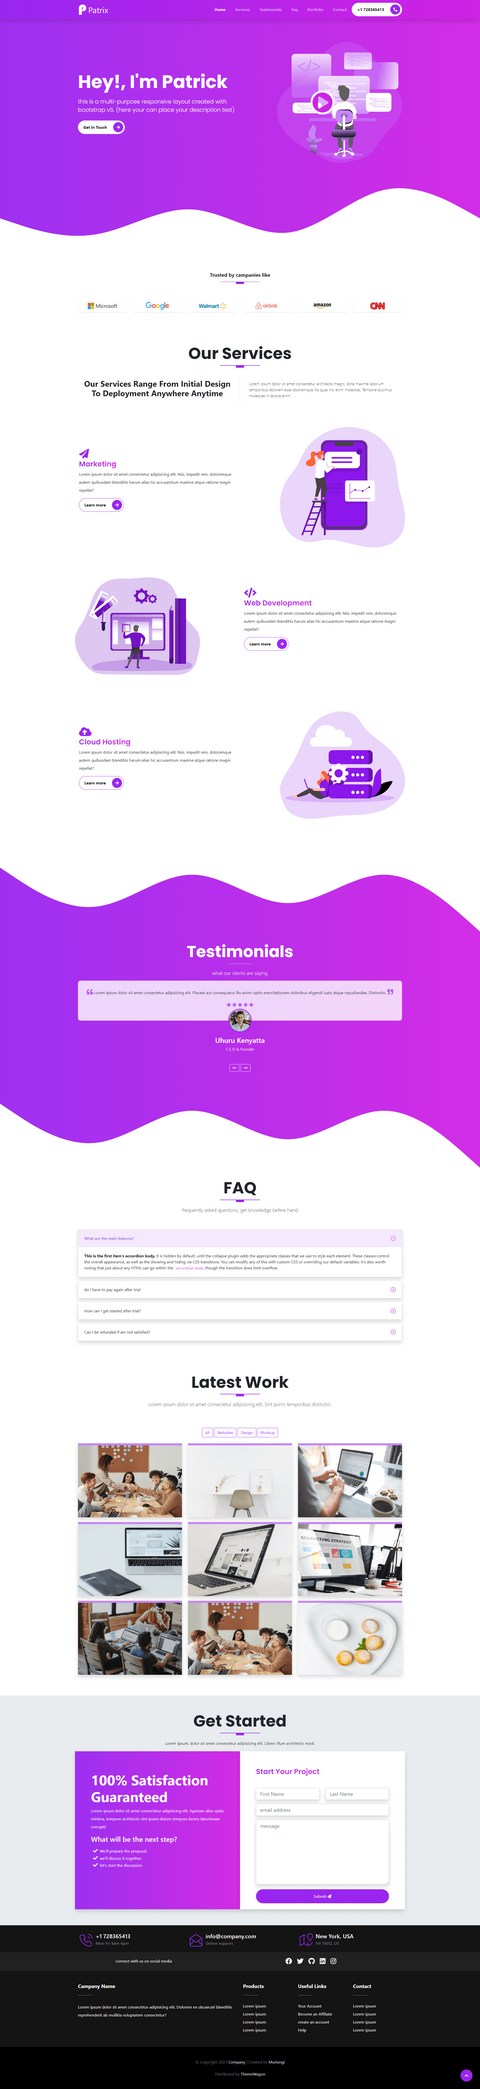 Patrix
Home Services Testimonials Faq Portfolio Contact +1 728365413
Hey!, I'm Patrick
this is a multi-purpose responsive layout created with
bootstrap v5. (here your can place your description text)
Get in Touch
Trusted by companies like
Microsoft Google Walmart airbnb amazon CNN
Our Services
Our Services Range From Initial Design
To Deployment Anywhere Anytime
Lorem ipsum dolor sit amet consectetur architecto magni, dicta maxime laborum
temporibus dolorem esse doloremque illo quas hic enim molestias. Tempore ducimus
molestias in dolore enim.
Marketing
Lorem ipsum dolor sit amet consectetur adipisicing elit. Nisi, impedit rem, doloremque
autem quibusdam blanditiis harum alias hic accusantium maxime atque ratione magni
repellat?
Learn more
Web Development
Lorem ipsum dolor sit amet consectetur adipisicing elit. Nisi, impedit rem, doloremque
autem quibusdam blanditiis harum alias hic accusantium maxime atque ratione magni
repellat?
Learn more
Cloud Hosting
Lorem ipsum dolor sit amet consectetur adipisicing elit. Nisi, impedit rem, doloremque
autem quibusdam blanditiis harum alias hic accusantium maxime atque ratione magni
repellat?
Learn more
Testimonials
what our clients are saying
Lorem ipsum dolor sit amet consectetur adipisicing elit. Placeat aut consequatur illo animi optio exercitationem doloribus eligendi iusto atque repudiandae. Distinctio.
Uhuru Kenyatta
C.E.O & Founder
FAQ
frequently asked questions, get knowledge befere hand
What are the main features?
This is the first item's accordion body. It is hidden by default, until the collapse plugin adds the appropriate classes that we use to style each element. These classes control
the overall appearance, as well as the showing and hiding via CSS transitions. You can modify any of this with custom CSS or overriding our default variables. It's also worth
noting that just about any HTML can go within the .accordion-body, though the transition does limit overflow.
do i have to pay again after trial
How can I get started after trial?
Can I be refunded if am not satisfied?
Latest Work
Lorem ipsum dolor sit amet consectetur adipisicing elit. Sint porro temporibus distinctio.
All Websites Design Mockup
MARKETING STRATEGY
Get Started
Lorem, ipsum dolor sit amet consectetur adipisicing elit. Libero illum architecto modi.
100% Satisfaction
Guaranteed
Lorem ipsum dolor sit amet consectetur adipisicing elit. Aperiam alias optio
minima, tempore architecto sint ipsam dolore tempora facere laboriosam
corrupti!
What will be the next step?
We'll prepare the proposal.
we'll discuss it together.
let's start the discussion.
Start Your Project
First Name Last Name
email address
message
Submit
+1 728365413
Mon-Fri 9am-6pm
info@company.com
Online support
New York, USA
NY 10012, US
connect with us on social media
Company Name Products Useful Links Contact
Lorem ipsum dolor sit amet consectetur adipisicing elit. Dolorem ex obcaecati blanditiis
reprehenderit ab mollitia voluptatem consectetur?
Lorem ipsum Your Account Lorem ipsum
Lorem ipsum Become an Affiliate Lorem ipsum
Lorem ipsum create an account Lorem ipsum
Lorem ipsum Help Lorem ipsum
© Copyright 2021 Company | Created by Muriungi
Distributed by ThemeWagon